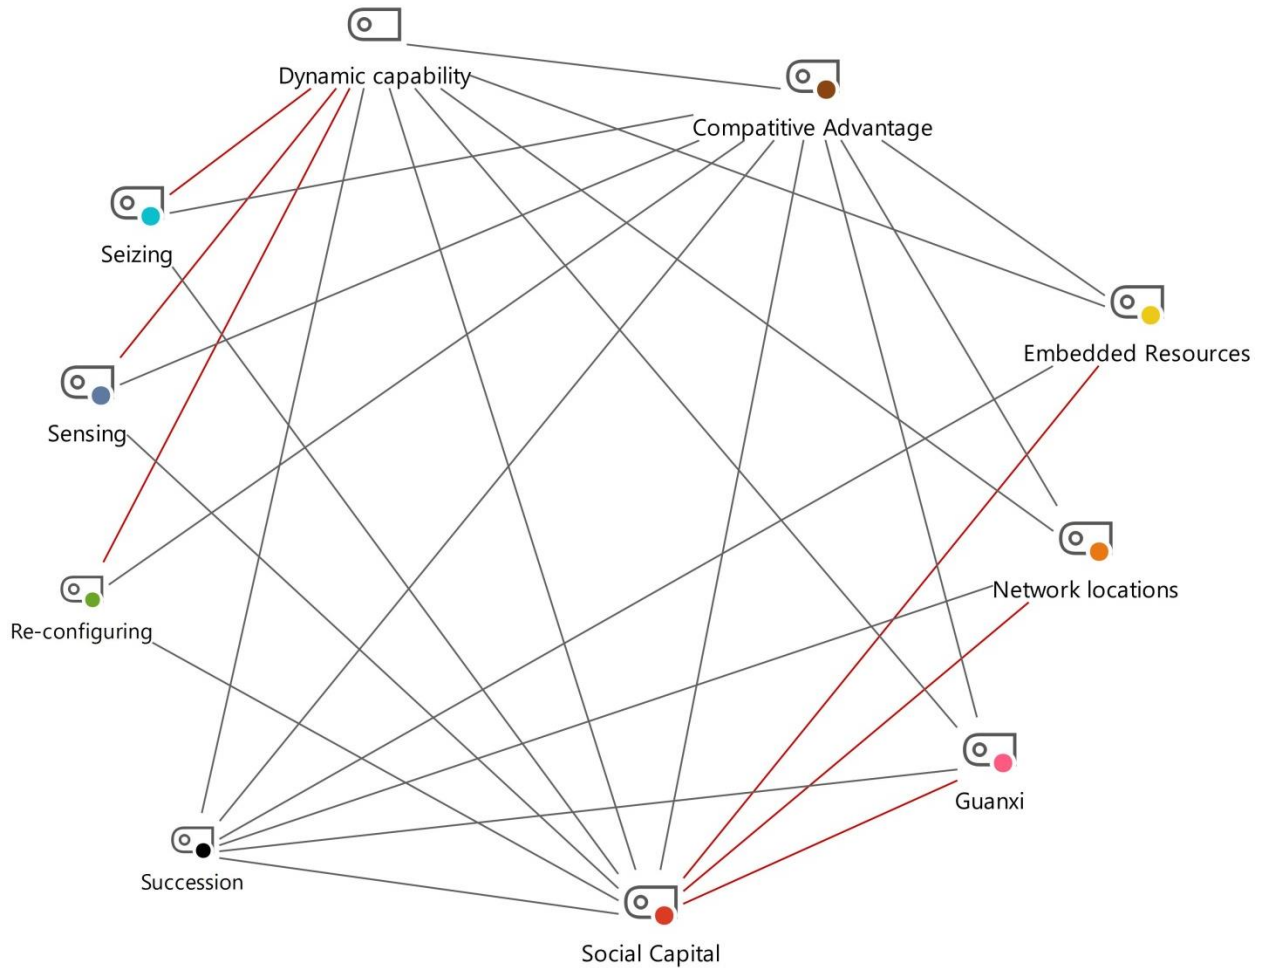 Dynamic capability
Compatitive Advantage
Seizing
Embedded Resources
Sensing
Network locations
Re-configuring
Guanxi
Succession
Social Capital